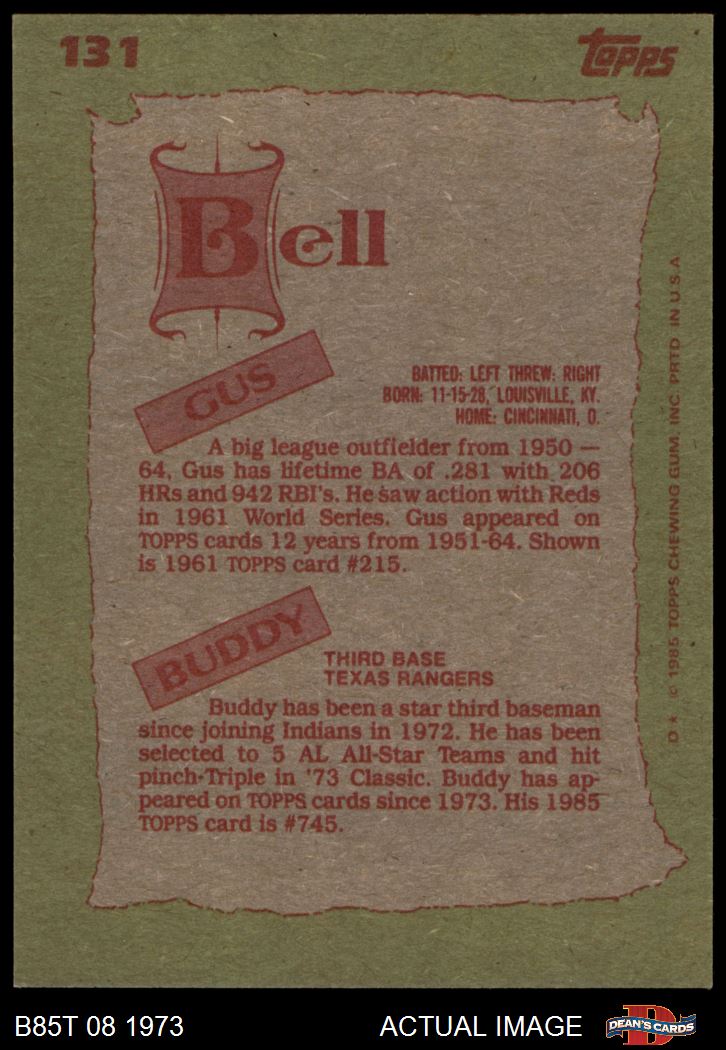 131
TOPPS
Bell
GUS
BATTED: LEFT THREW: RIGHT
BORN: 11-15-28, LOUISVILLE, KY.
HOME: CINCINNATI, O.
A big league outfielder from 1950 —
64, Gus has lifetime BA of .281 with 206
HRs and 942 RBI's. He saw action with Reds
in 1961 World Series. Gus appeared on
TOPPS cards 12 years from 1951-64. Shown
is 1961 TOPPS card #215.
BUDDY
THIRD BASE
TEXAS RANGERS
Buddy has been a star third baseman
since joining Indians in 1972. He has been
selected to 5 AL All-Star Teams and hit
pinch-Triple in '73 Classic. Buddy has ap-
peared on TOPPS cards since 1973. His 1985
TOPPS card is #745.
D★ © 1985 TOPPS CHEWING GUM, INC. PRTD. IN U.S.A.
B85T 08 1973
ACTUAL IMAGE
D
DEAN'S CARDS